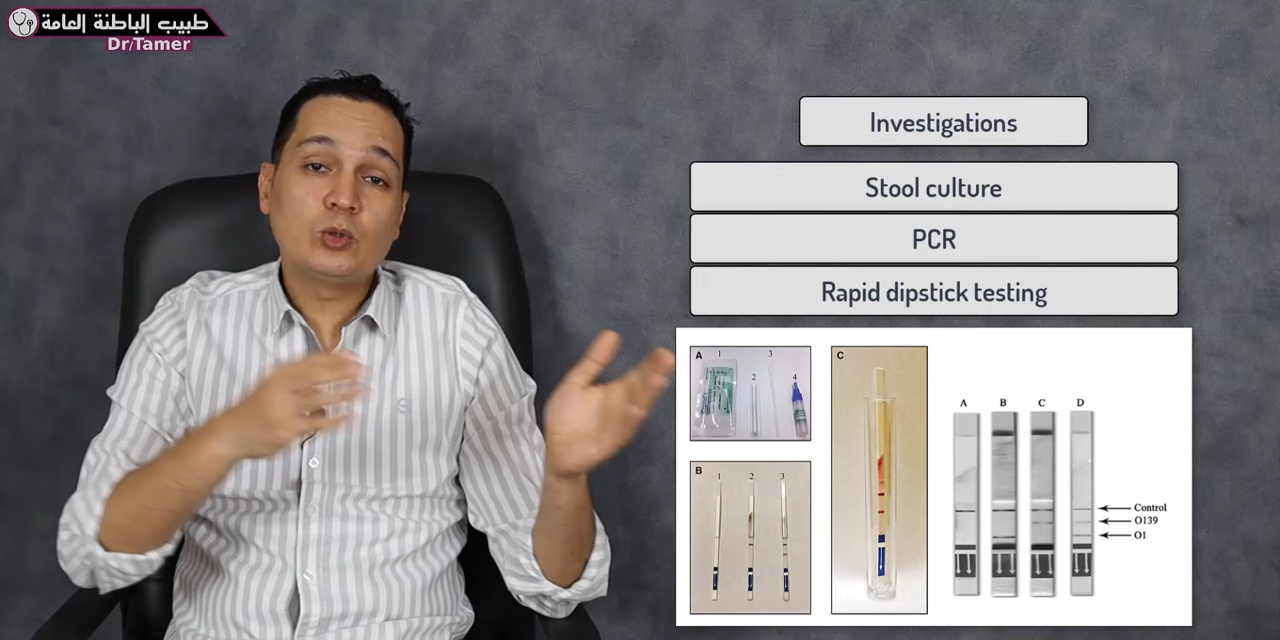 طبيب الباطنة العامة
Dr/Tamer
Investigations
Stool culture
PCR
Rapid dipstick testing
A 1 3
2 4
C
B 1 2 3
A B C D
Control
O139
O1